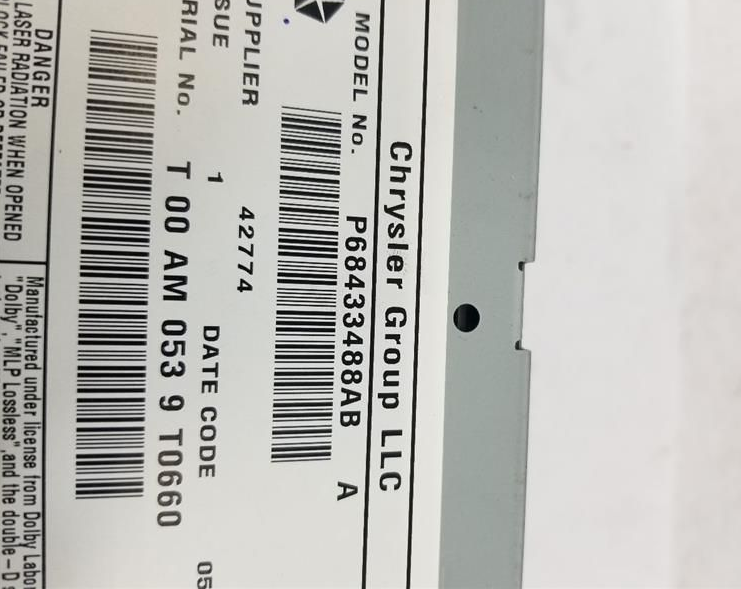 Chrysler Group LLC
MODEL No. P68433488AB A
UPPLIER 42774
SUE 1 DATE CODE 05
RIAL No. T 00 AM 053 9 T0660
DANGER
LASER RADIATION WHEN OPENED
Manufactured under license from Dolby Labo
"Dolby", "MLP Lossless", and the double-D